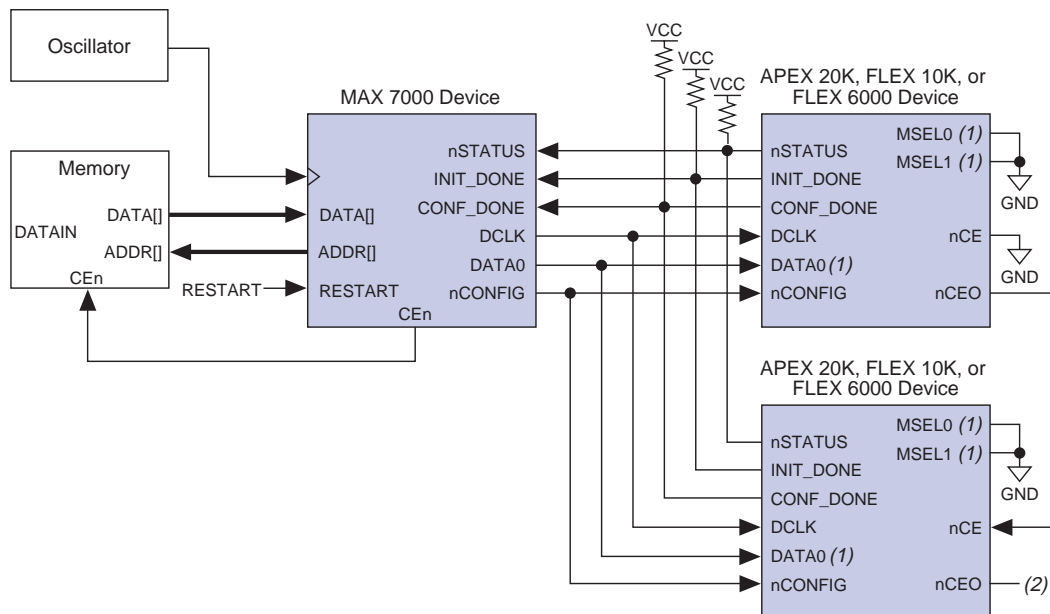 Oscillator
VCC
VCC
VCC
MAX 7000 Device
nSTATUS
INIT_DONE
CONF_DONE
DATA[]
DCLK
ADDR[]
DATA0
RESTART
nCONFIG
CEn
Memory
DATA[]
DATAIN
ADDR[]
CEn
RESTART
APEX 20K, FLEX 10K, or
FLEX 6000 Device
MSEL0 (1)
nSTATUS
MSEL1 (1)
INIT_DONE
GND
CONF_DONE
DCLK
nCE
DATA0 (1)
GND
nCONFIG
nCEO
APEX 20K, FLEX 10K, or
FLEX 6000 Device
MSEL0 (1)
nSTATUS
MSEL1 (1)
INIT_DONE
GND
CONF_DONE
DCLK
nCE
DATA0 (1)
nCONFIG
nCEO
(2)